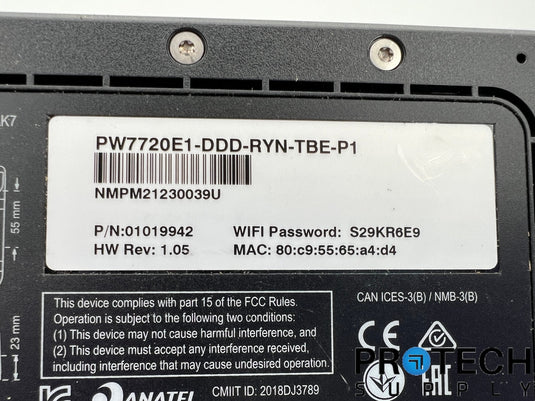 K7
PW7720E1-DDD-RYN-TBE-P1
NMPM21230039U
P/N:01019942 WIFI Password: S29KR6E9
HW Rev: 1.05 MAC: 80:c9:55:65:a4:d4
55 mm
23 mm
This device complies with part 15 of the FCC Rules.
Operation is subject to the following two conditions:
(1) This device may not cause harmful interference, and
(2) This device must accept any interference received,
including interference that may cause undesired operation.
CAN ICES-3(B) / NMB-3(B)
CE
EAC
PROTECH
SUPPLY
ANATEL CMIIT ID: 2018DJ3789